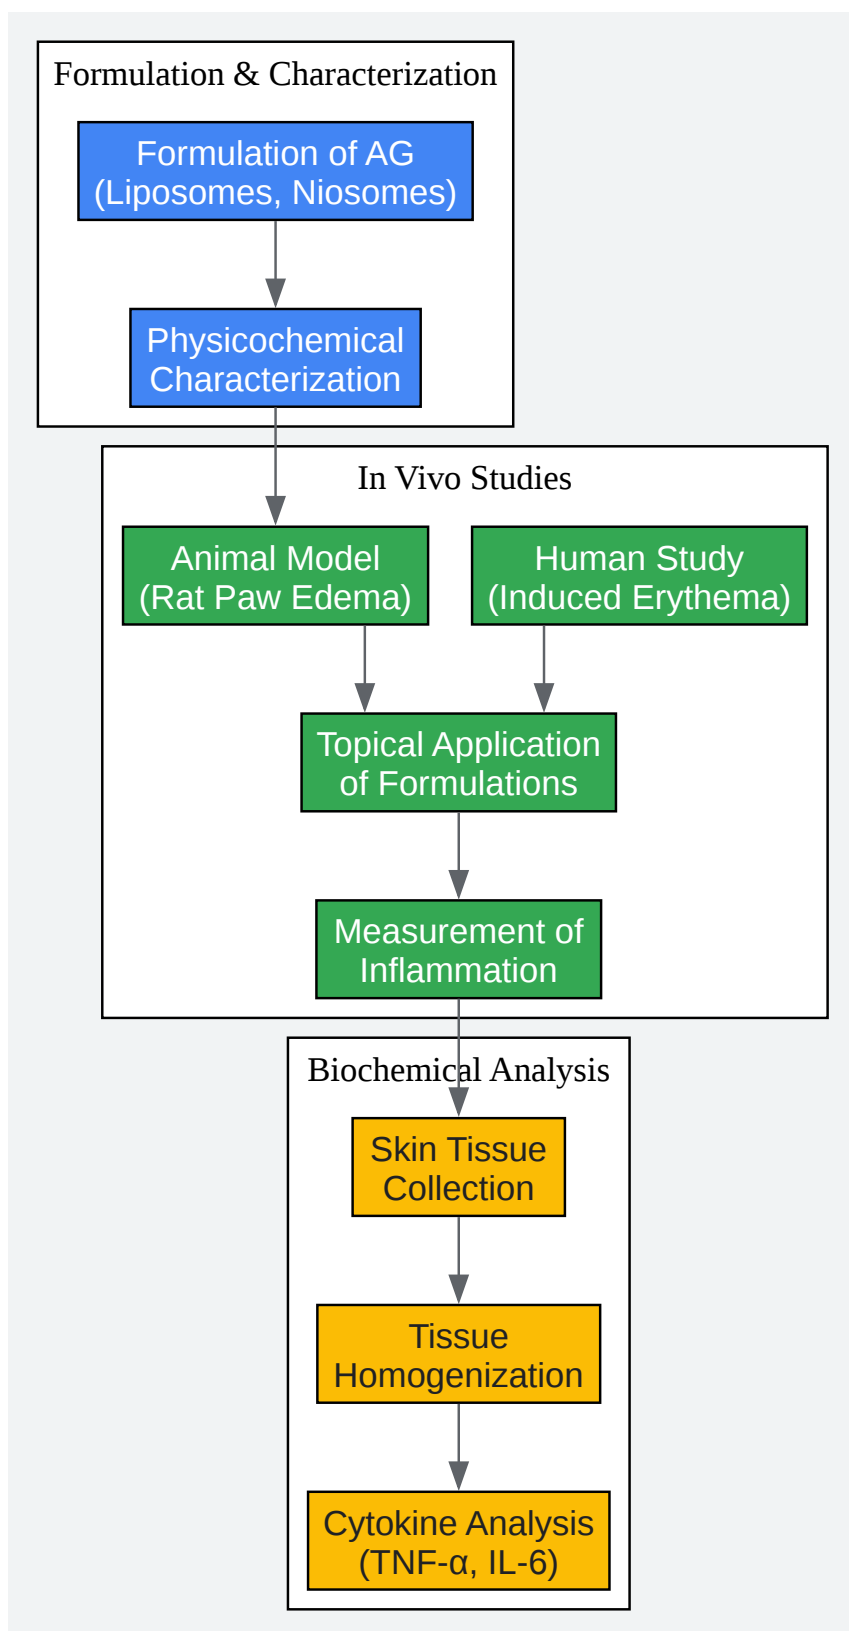 Formulation & Characterization
Formulation of AG
(Liposomes, Niosomes)
Physicochemical
Characterization
In Vivo Studies
Animal Model
(Rat Paw Edema)
Human Study
(Induced Erythema)
Topical Application
of Formulations
Measurement of
Inflammation
Biochemical Analysis
Skin Tissue
Collection
Tissue
Homogenization
Cytokine Analysis
(TNF-α, IL-6)